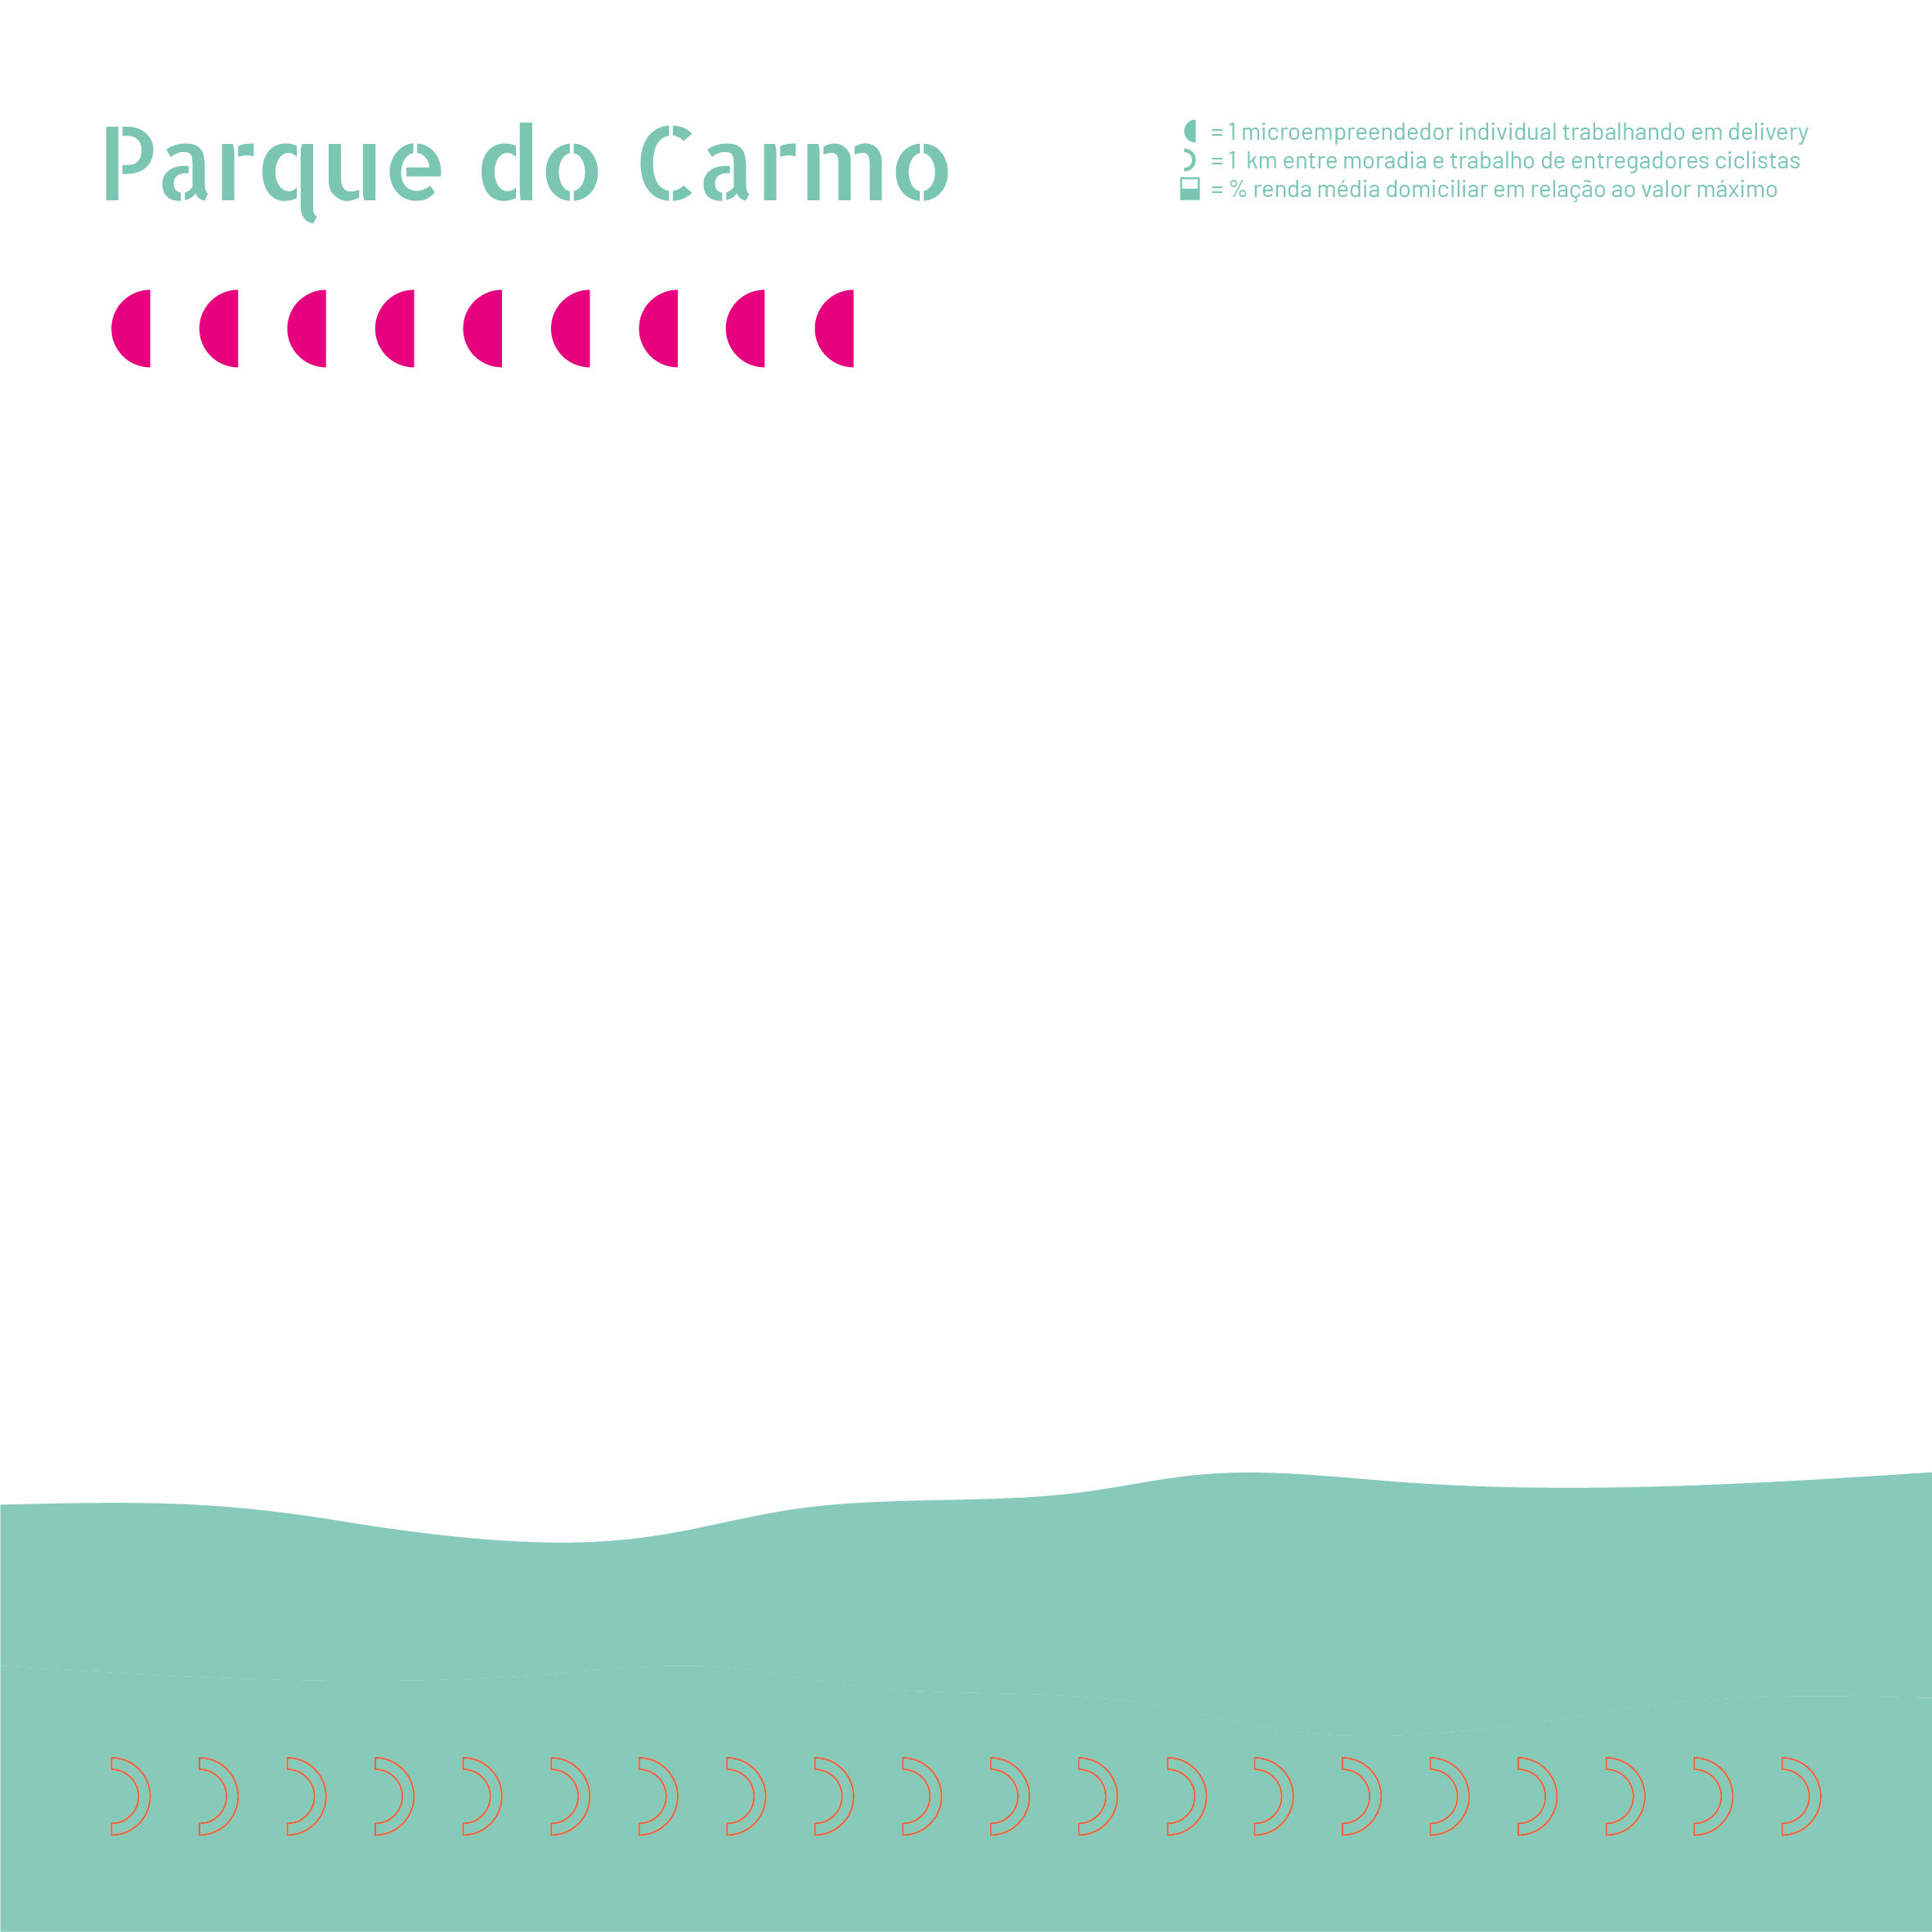 Parque do Carmo
= 1 microempreendedor individual trabalhando em delivery
= 1 km entre moradia e trabalho de entregadores ciclistas
= % renda média domiciliar em relação ao valor máximo